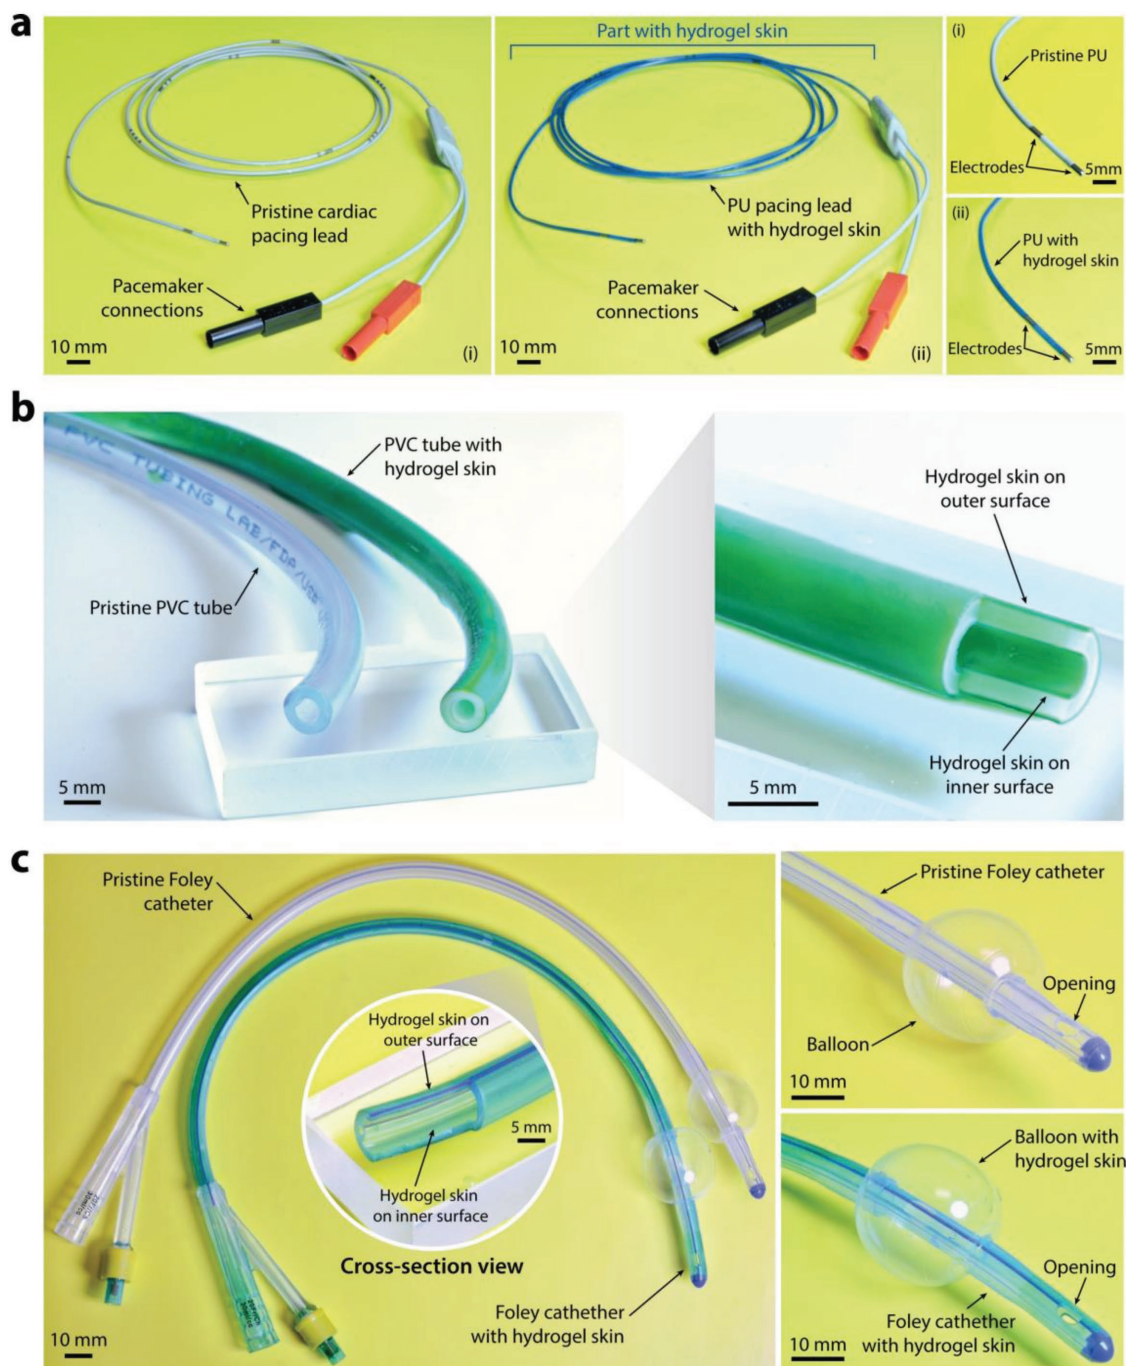 a
Part with hydrogel skin
Pristine cardiac
pacing lead
Pacemaker
connections
10 mm
(i)
PU pacing lead
with hydrogel skin
Pacemaker
connections
10 mm
(ii)
(i)
Pristine PU
Electrodes
5mm
(ii)
PU with
hydrogel skin
Electrodes
5mm
b
PVC TUBING LAB/FDA/USP
PVC tube with
hydrogel skin
Pristine PVC tube
5 mm
Hydrogel skin on
outer surface
Hydrogel skin on
inner surface
5 mm
c
Pristine Foley
catheter
Hydrogel skin on
outer surface
5 mm
Hydrogel skin
on inner surface
Cross-section view
Foley cathether
with hydrogel skin
10 mm
Pristine Foley catheter
Opening
Balloon
10 mm
Balloon with
hydrogel skin
Opening
Foley cathether
with hydrogel skin
10 mm